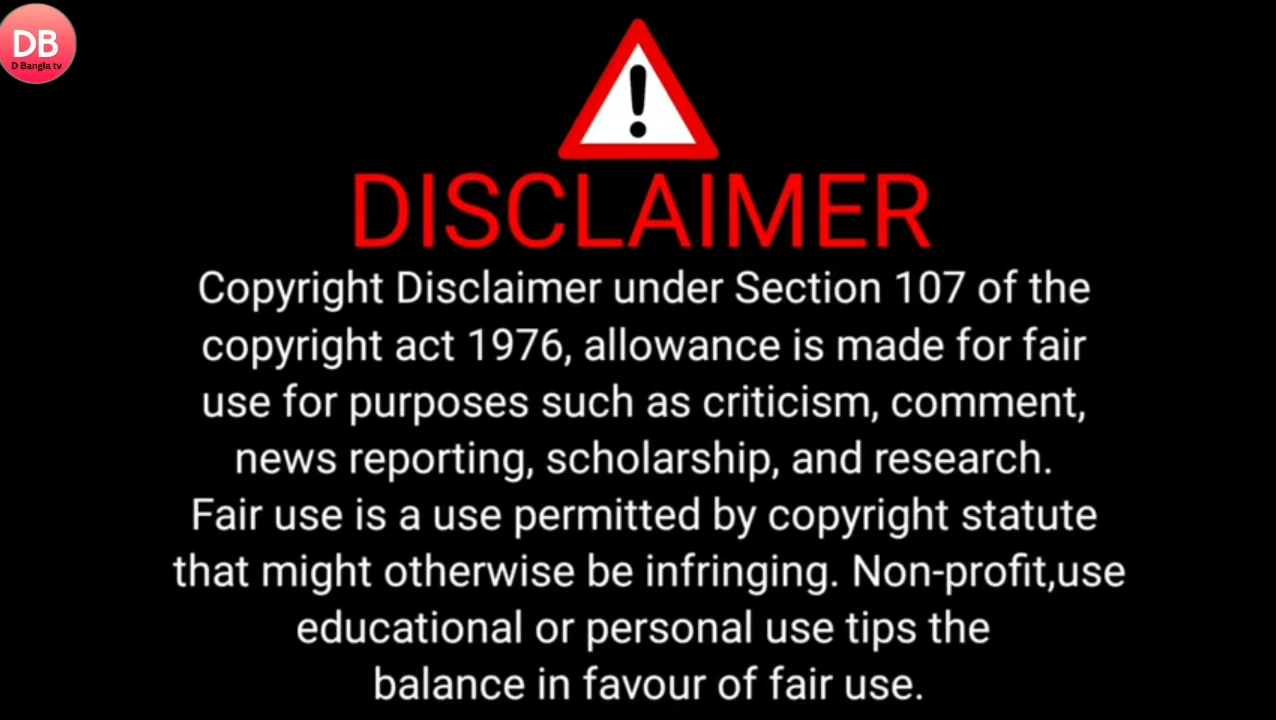 DB
D Bangla tv
DISCLAIMER
Copyright Disclaimer under Section 107 of the
copyright act 1976, allowance is made for fair
use for purposes such as criticism, comment,
news reporting, scholarship, and research.
Fair use is a use permitted by copyright statute
that might otherwise be infringing. Non-profit,use
educational or personal use tips the
balance in favour of fair use.